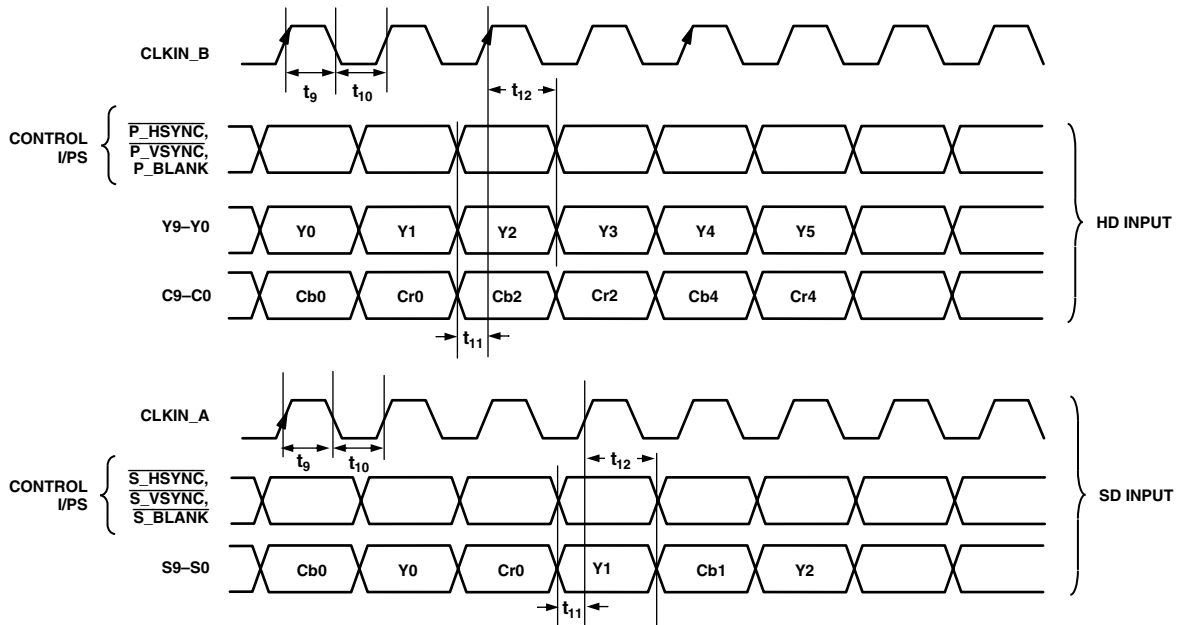 CLKIN_B
t9
t10
t12
CONTROL
I/PS
P_HSYNC,
P_VSYNC,
P_BLANK
Y9–Y0
Y0
Y1
Y2
Y3
Y4
Y5
HD INPUT
C9–C0
Cb0
Cr0
Cb2
Cr2
Cb4
Cr4
t11
CLKIN_A
t9
t10
t12
CONTROL
I/PS
S_HSYNC,
S_VSYNC,
S_BLANK
SD INPUT
S9–S0
Cb0
Y0
Cr0
Y1
Cb1
Y2
t11